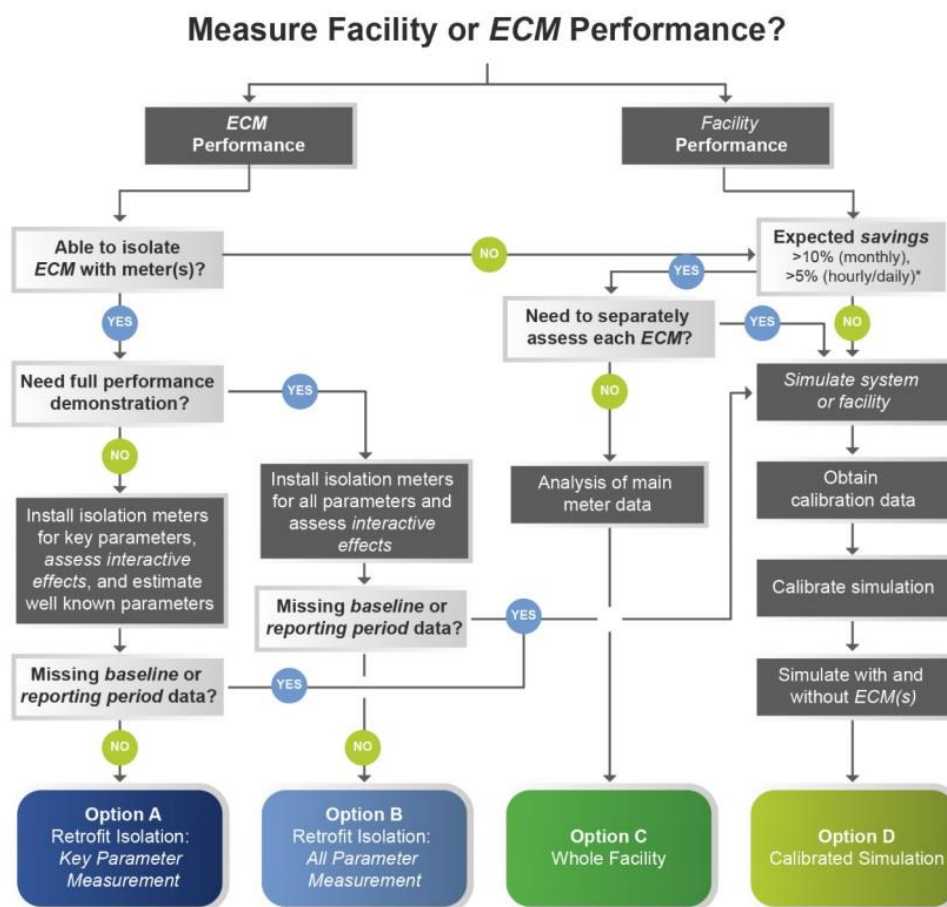 Measure Facility or ECM Performance?
ECM
Performance
Facility
Performance
Able to isolate
ECM with meter(s)?
NO
Expected savings
>10% (monthly),
>5% (hourly/daily)*
YES
YES
Need to separately
assess each ECM?
YES
NO
Need full performance
demonstration?
YES
Simulate system
or facility
NO
NO
Install isolation meters
for key parameters,
assess interactive
effects, and estimate
well known parameters
Install isolation meters
for all parameters and
assess interactive
effects
Analysis of main
meter data
Obtain
calibration data
Calibrate simulation
Missing baseline or
reporting period data?
YES
Missing baseline or
reporting period data?
YES
Simulate with and
without ECM(s)
NO
NO
Option A
Retrofit Isolation:
Key Parameter
Measurement
Option B
Retrofit Isolation:
All Parameter
Measurement
Option C
Whole Facility
Option D
Calibrated Simulation